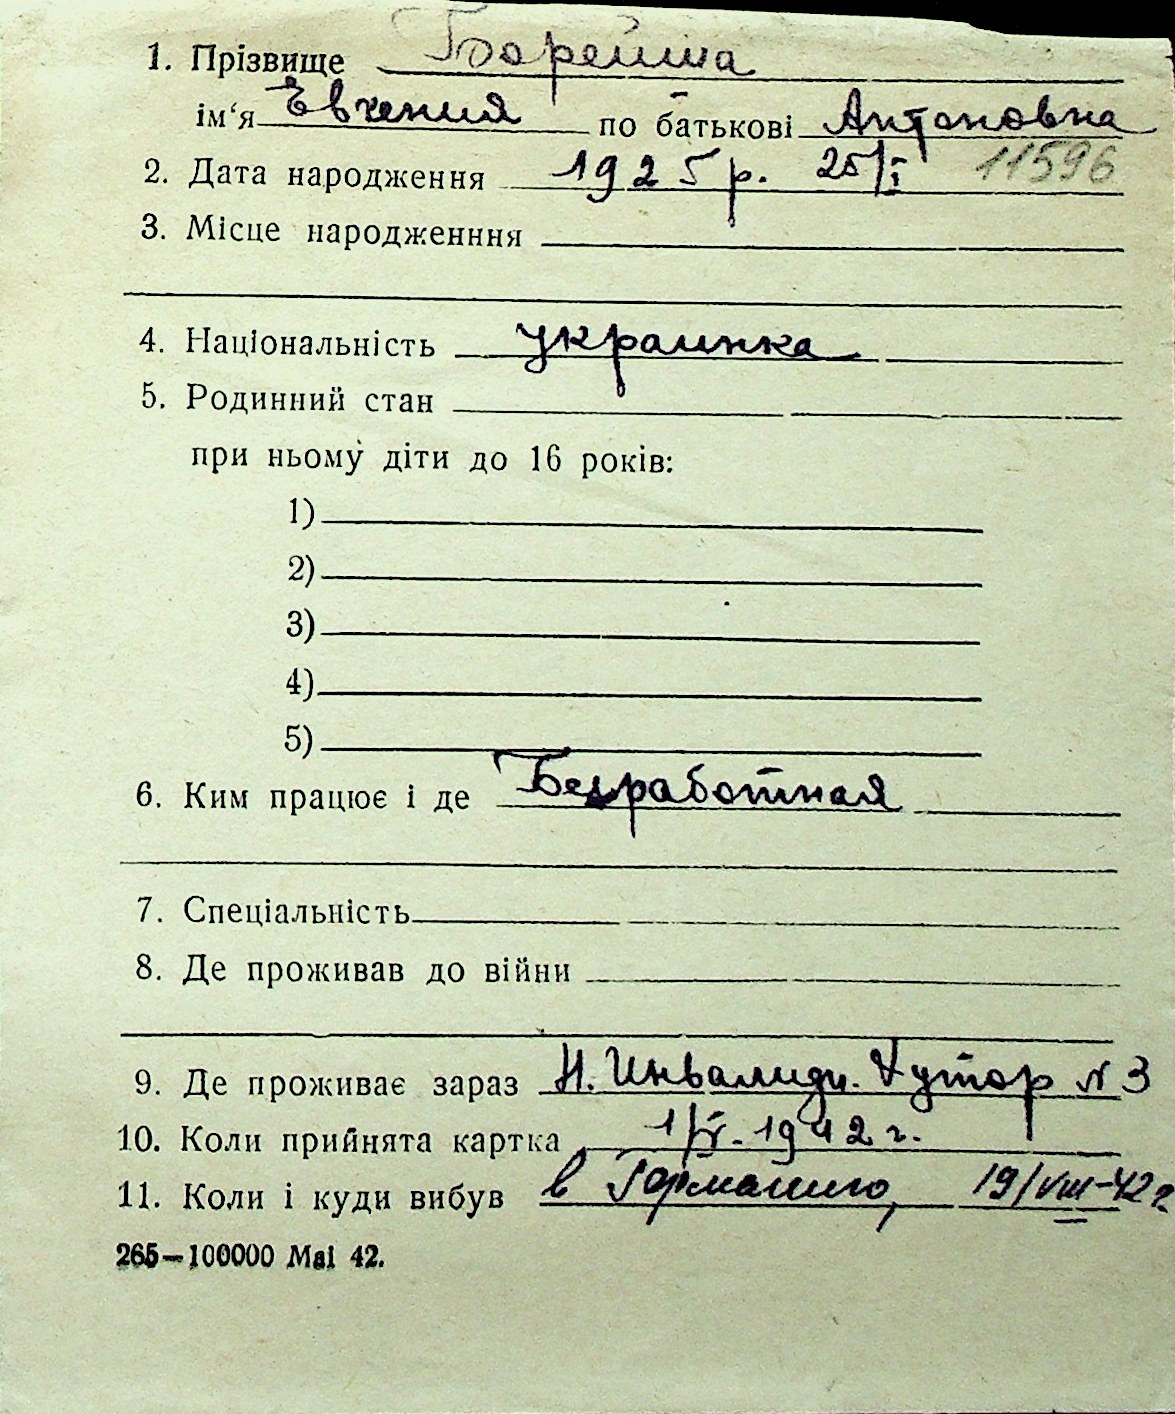 1. Прізвище Борейша
ім‘я Евгения по батькові Антоновна
2. Дата народження 1925 р. 25/I 11596
3. Місце народженння
4. Національність украинка
5. Родинний стан
при ньому діти до 16 років:
1)
2)
3)
4)
5)
6. Ким працює і де Безработная
7. Спеціальність
8. Де проживав до війни
9. Де проживає зараз Н. Инвалидн. Хутор N 3
10. Коли прийнята картка 1/V-1942 г.
11. Коли і куди вибув в Германию, 19/VIII-42 г.
265—100000 Mai 42.